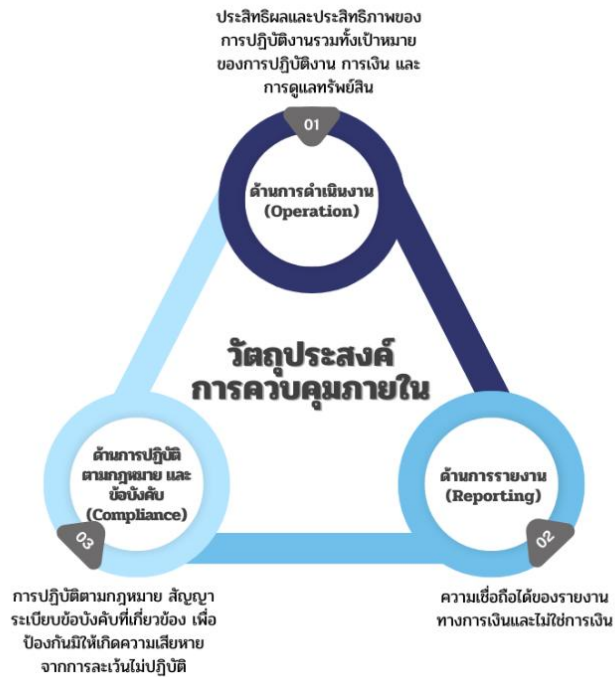 ประสิทธิผลและประสิทธิภาพของ
การปฏิบัติงานรวมทั้งเป้าหมาย
ของการปฏิบัติงาน การเงิน และ
การดูแลทรัพย์สิน
01
ด้านการดำเนินงาน
(Operation)
วัตถุประสงค์
การควบคุมภายใน
ด้านการรายงาน
(Reporting)
02
ความเชื่อถือได้ของรายงาน
ทางการเงินและไม่ใช่การเงิน
ด้านการปฏิบัติ
ตามกฎหมาย และ
ข้อบังคับ
(Compliance)
03
การปฏิบัติตามกฎหมาย สัญญา
ระเบียบข้อบังคับที่เกี่ยวข้อง เพื่อ
ป้องกันมิให้เกิดความเสียหาย
จากการละเว้นไม่ปฏิบัติ